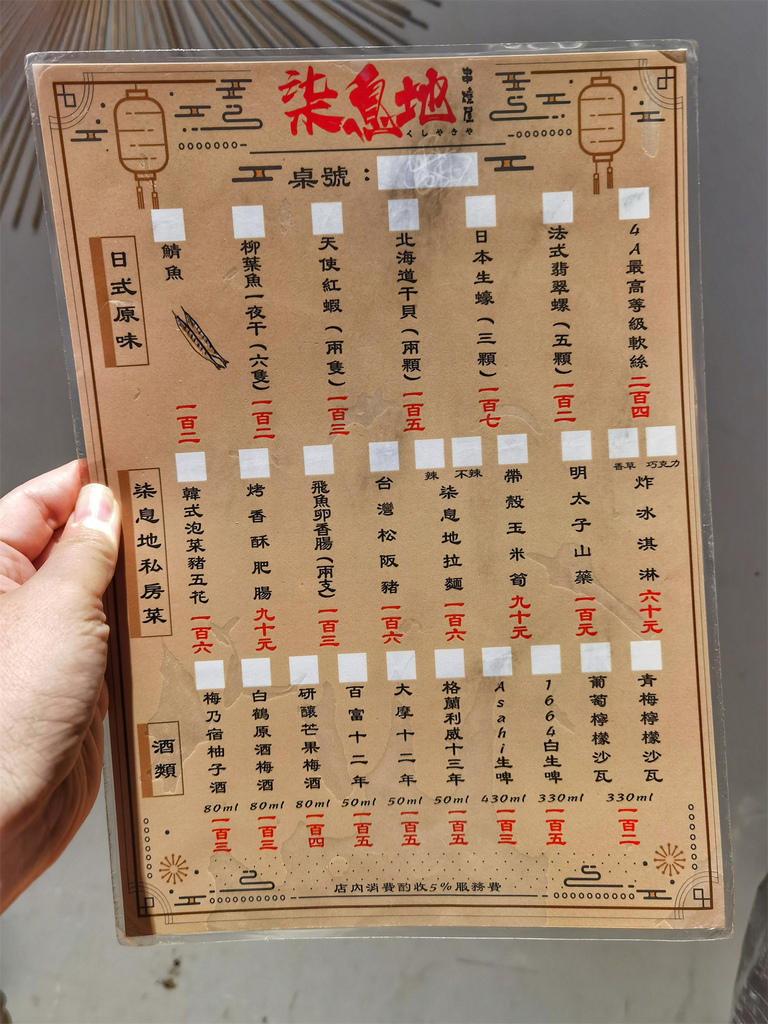 柒息地
串燒屋
くしやきや
桌號：
日式原味
鯖魚 一百二
柳葉魚一夜干(六隻) 一百二
天使紅蝦(兩隻) 一百三
北海道干貝(兩顆) 一百五
日本生蠔(三顆) 一百七
法式翡翠螺(五顆) 一百二
4A最高等級軟絲 二百四
柒息地私房菜
韓式泡菜豬五花 一百六
烤香酥肥腸 九十元
飛魚卵香腸(兩支) 一百三
台灣松阪豬 一百六
辣 不辣
柒息地拉麵 一百六
帶殼玉米筍 九十元
明太子山藥 一百元
香草 巧克力
炸冰淇淋 六十元
酒類
梅乃宿柚子酒 80ml 一百三
白鶴原酒梅酒 80ml 一百三
研釀芒果梅酒 80ml 一百四
百富十二年 50ml 一百五
大摩十二年 50ml 一百五
格蘭利威十三年 50ml 一百五
Asahi生啤 430ml 一百三
1664白生啤 330ml 一百五
葡萄檸檬沙瓦
青梅檸檬沙瓦
330ml 一百二
店內消費酌收5%服務費